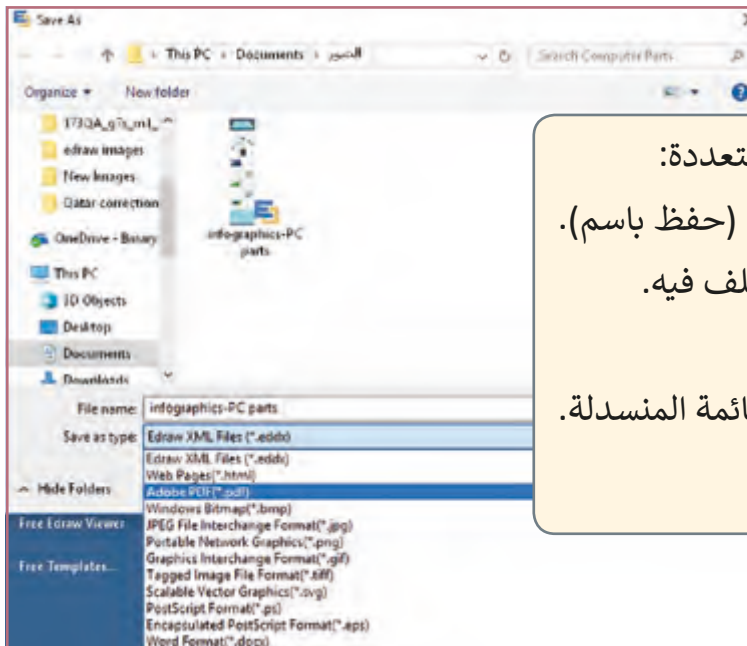 Save As
This PC › Documents › الصور
Search Computer Parts
Organize
New folder
edraw images
New Images
Qatar correction
OneDrive - Binary
This PC
3D Objects
Desktop
Documents
Downloads
infographics-PC parts
File name: infographics-PC parts
Save as type: Edraw XML Files (*.eddx)
Edraw XML Files (*.eddx)
Web Pages(*.html)
Adobe PDF(*.pdf)
Windows Bitmap(*.bmp)
JPEG File Interchange Format(*.jpg)
Portable Network Graphics(*.png)
Graphics Interchange Format(*.gif)
Tagged Image File Format(*.tiff)
Scalable Vector Graphics(*.svg)
PostScript Format(*.ps)
Encapsulated PostScript Format(*.eps)
Word Format(*.docx)
Hide Folders
Free Edraw Viewer
Free Templates...
تعددة:
(حفظ باسم).
لف فيه.
ائمة المنسدلة.